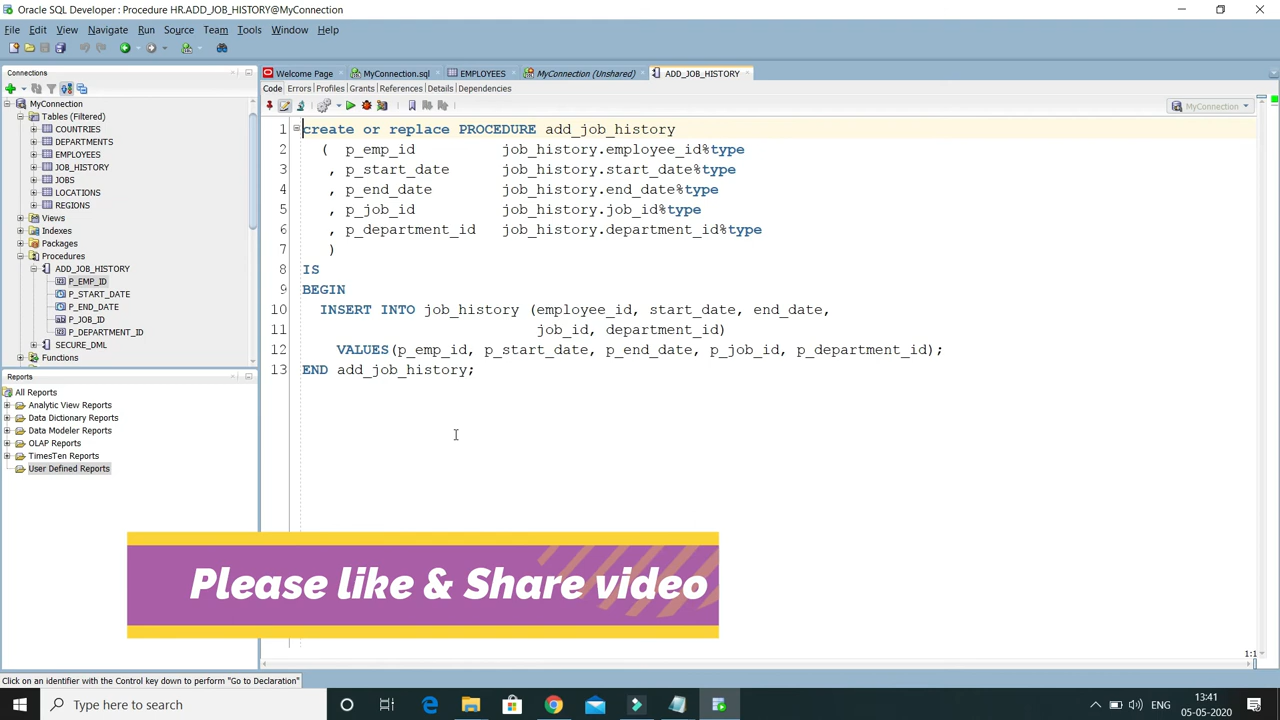 Oracle SQL Developer : Procedure HR.ADD_JOB_HISTORY@MyConnection
File Edit View Navigate Run Source Team Tools Window Help
Connections
MyConnection
Tables (Filtered)
COUNTRIES
DEPARTMENTS
EMPLOYEES
JOB_HISTORY
JOBS
LOCATIONS
REGIONS
Views
Indexes
Packages
Procedures
ADD_JOB_HISTORY
P_EMP_ID
P_START_DATE
P_END_DATE
P_JOB_ID
P_DEPARTMENT_ID
SECURE_DML
Functions
Reports
All Reports
Analytic View Reports
Data Dictionary Reports
Data Modeler Reports
OLAP Reports
TimesTen Reports
User Defined Reports
Welcome Page MyConnection.sql EMPLOYEES MyConnection (Unshared) ADD_JOB_HISTORY
Code Errors Profiles Grants References Details Dependencies
MyConnection
1 create or replace PROCEDURE add_job_history
2 ( p_emp_id job_history.employee_id%type
3 , p_start_date job_history.start_date%type
4 , p_end_date job_history.end_date%type
5 , p_job_id job_history.job_id%type
6 , p_department_id job_history.department_id%type
7 )
8 IS
9 BEGIN
10 INSERT INTO job_history (employee_id, start_date, end_date,
11 job_id, department_id)
12 VALUES(p_emp_id, p_start_date, p_end_date, p_job_id, p_department_id);
13 END add_job_history;
Please like & Share video
1:1
Click on an identifier with the Control key down to perform "Go to Declaration"
Type here to search
13:41
05-05-2020